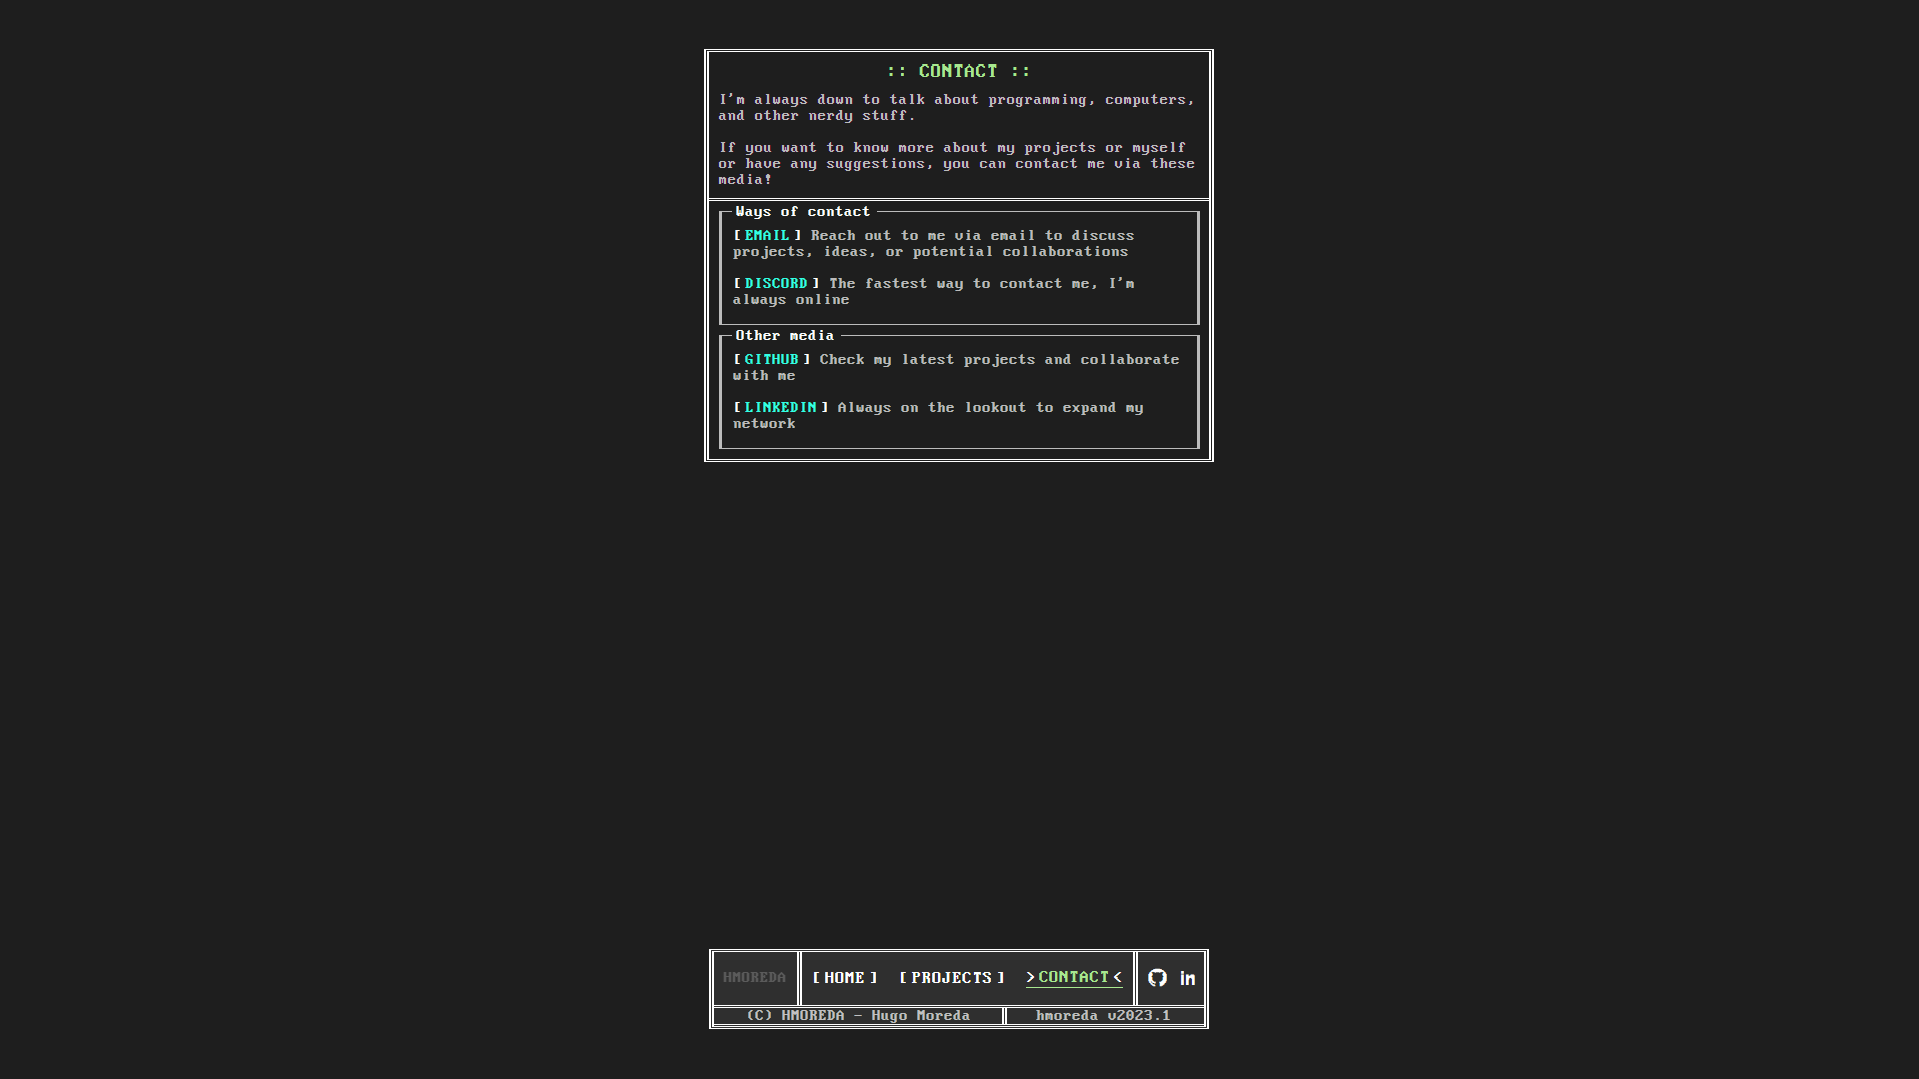 :: CONTACT ::
I'm always down to talk about programming, computers,
and other nerdy stuff.
If you want to know more about my projects or myself
or have any suggestions, you can contact me via these
media!
Ways of contact
[EMAIL] Reach out to me via email to discuss
projects, ideas, or potential collaborations
[DISCORD] The fastest way to contact me, I'm
always online
Other media
[GITHUB] Check my latest projects and collaborate
with me
[LINKEDIN] Always on the lookout to expand my
network
HMOREDA [HOME] [PROJECTS] >CONTACT< in
(C) HMOREDA - Hugo Moreda hmoreda v2023.1